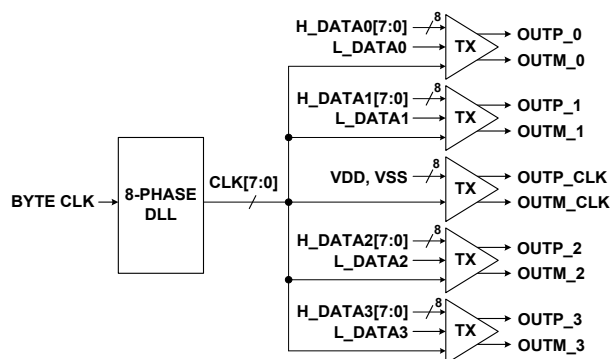 H_DATA0[7:0] 8 OUTP_0
TX
L_DATA0 OUTM_0
H_DATA1[7:0] 8 OUTP_1
TX
L_DATA1 OUTM_1
8-PHASE
DLL
BYTE CLK
CLK[7:0]
VDD, VSS 8 OUTP_CLK
TX
OUTM_CLK
H_DATA2[7:0] 8 OUTP_2
TX
L_DATA2 OUTM_2
H_DATA3[7:0] 8 OUTP_3
TX
L_DATA3 OUTM_3